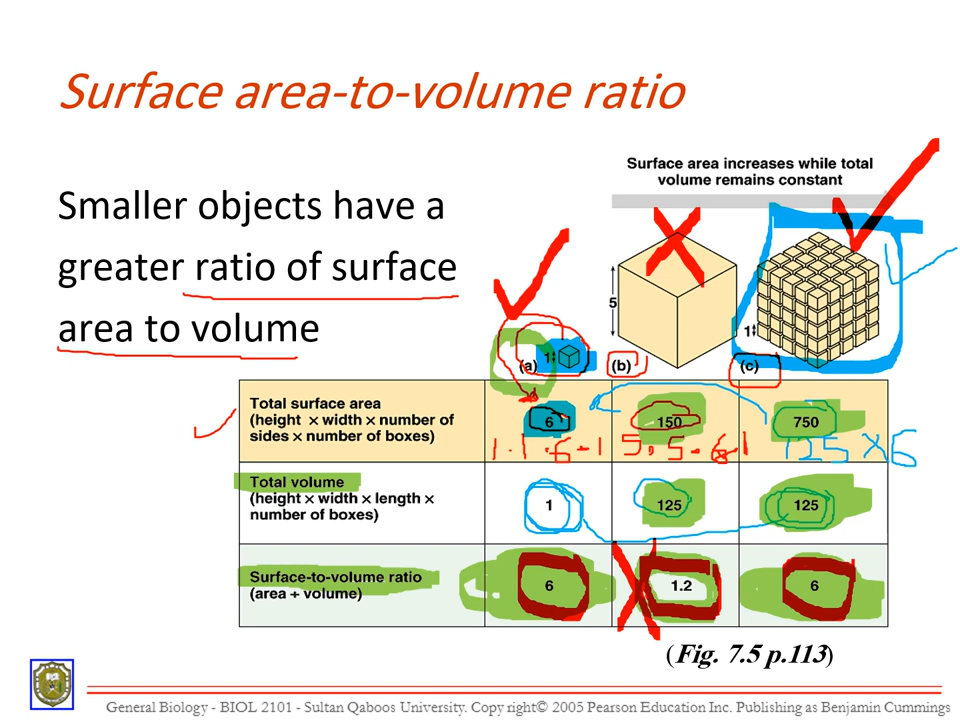 Surface area-to-volume ratio
Smaller objects have a
greater ratio of surface
area to volume
Surface area increases while total
volume remains constant
5
1
1
(a)
(b)
(c)
Total surface area
(height × width × number of
sides × number of boxes)
6
150
750
1.1.6-1
5.5.6.1
125×6
Total volume
(height × width × length ×
number of boxes)
1
125
125
Surface-to-volume ratio
(area ÷ volume)
6
1.2
6
(Fig. 7.5 p.113)
General Biology - BIOL 2101 - Sultan Qaboos University. Copy right© 2005 Pearson Education Inc. Publishing as Benjamin Cummings